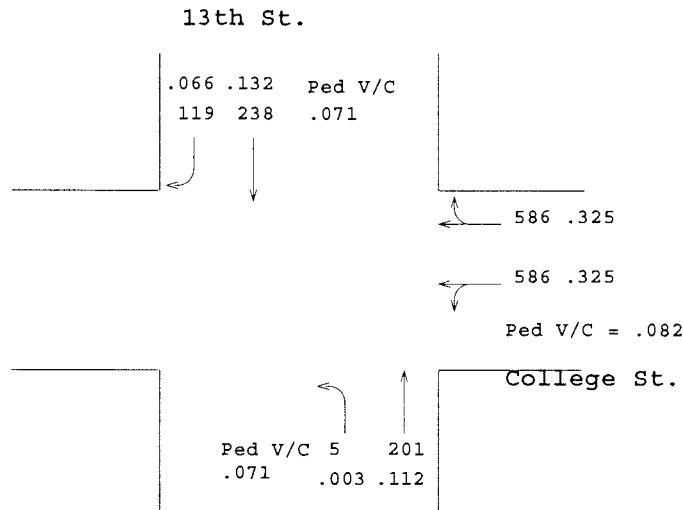 13th St.
.066 .132 Ped V/C
119 238 .071
586 .325
586 .325
Ped V/C = .082
College St.
Ped V/C 5 201
.071 .003 .112